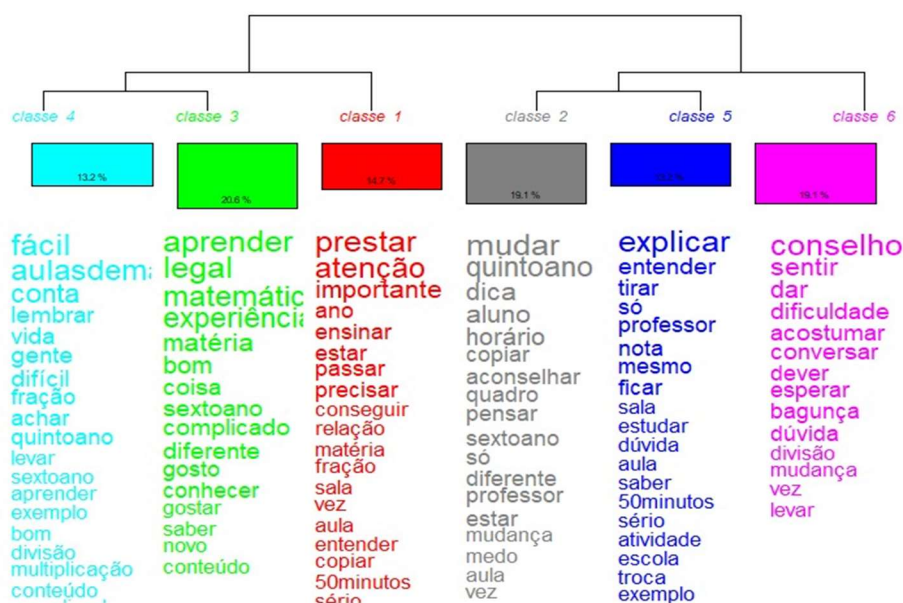 classe 4
classe 3
classe 1
classe 2
classe 5
classe 6
13.2 %
20.6 %
14.7 %
19.1 %
13.2 %
19.1 %
fácil
aulasdem
conta
lembrar
vida
gente
difícil
fração
achar
quintoano
levar
sextoano
aprender
exemplo
bom
divisão
multiplicação
conteúdo
aprender
legal
matemátic
experiência
matéria
bom
coisa
sextoano
complicado
diferente
gosto
conhecer
gostar
saber
novo
conteúdo
prestar
atenção
importante
ano
ensinar
estar
passar
precisar
conseguir
relação
matéria
fração
sala
vez
aula
entender
copiar
50minutos
sério
mudar
quintoano
dica
aluno
horário
copiar
aconselhar
quadro
pensar
sextoano
só
diferente
professor
estar
mudança
medo
aula
vez
explicar
entender
tirar
só
professor
nota
mesmo
ficar
sala
estudar
dúvida
aula
saber
50minutos
sério
atividade
escola
troca
exemplo
conselho
sentir
dar
dificuldade
acostumar
conversar
dever
esperar
bagunça
dúvida
divisão
mudança
vez
levar